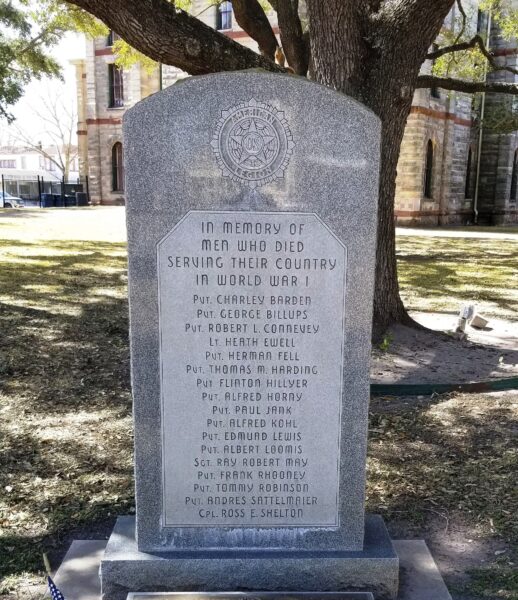 AMERICAN
LEGION
IN MEMORY OF
MEN WHO DIED
SERVING THEIR COUNTRY
IN WORLD WAR I
PVT. CHARLEY BARDEN
PVT. GEORGE BILLUPS
PVT. ROBERT L. CONNEVEY
LT. HEATH EWELL
PVT. HERMAN FELL
PVT. THOMAS M. HARDING
PVT. FLINTON HILLYER
PVT. ALFRED HORNY
PVT. PAUL JANK
PVT. ALFRED KOHL
PVT. EDMUND LEWIS
PVT. ALBERT LOOMIS
SGT. RAY ROBERT MAY
PVT. FRANK RHOONEY
PVT. TOMMY ROBINSON
PVT. ANDRES SATTELMAIER
CPL. ROSS E. SHELTON